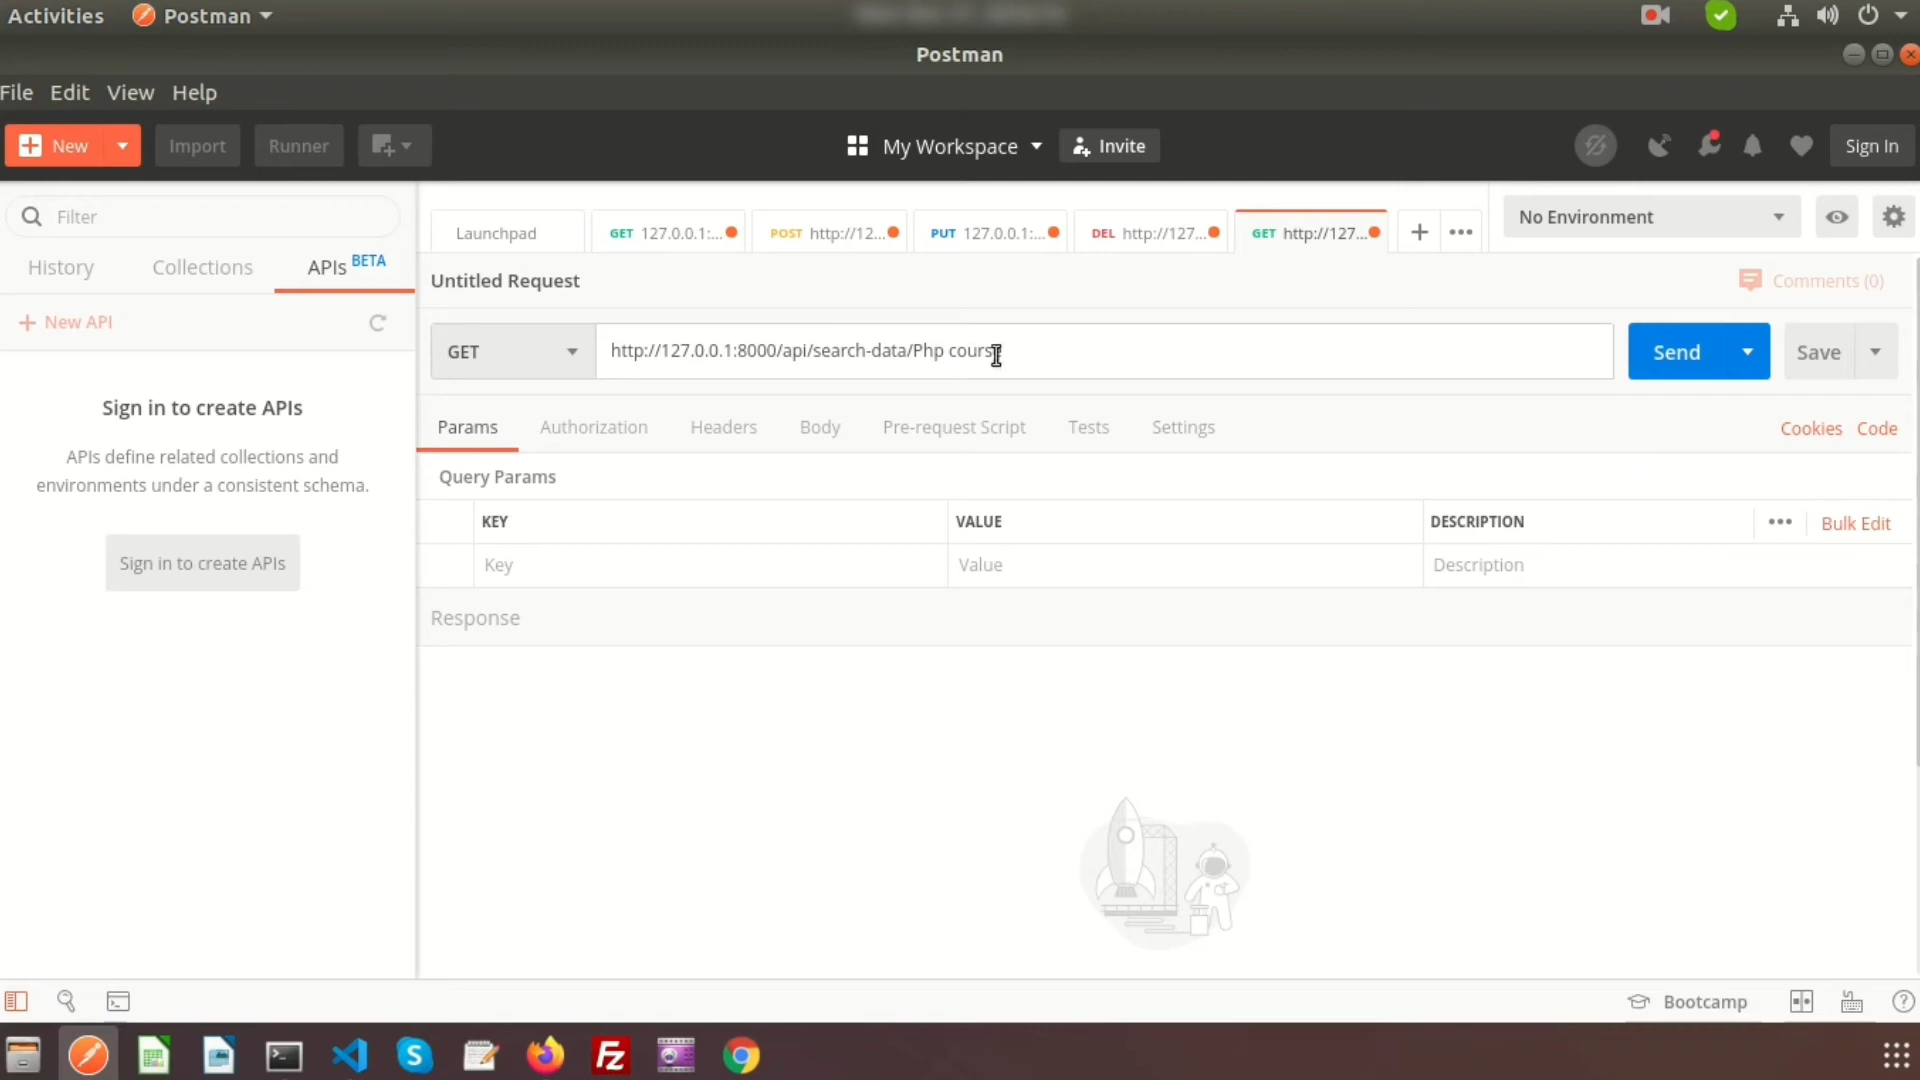 Activities Postman
Postman
File Edit View Help
New Import Runner My Workspace Invite Sign In
Filter
Launchpad GET 127.0.0.1:... POST http://12... PUT 127.0.0.1:... DEL http://127... GET http://127... No Environment
History Collections APIs BETA
Untitled Request Comments (0)
New API
GET http://127.0.0.1:8000/api/search-data/Php cours Send Save
Sign in to create APIs
Params Authorization Headers Body Pre-request Script Tests Settings Cookies Code
APIs define related collections and
environments under a consistent schema.
Query Params
KEY VALUE DESCRIPTION Bulk Edit
Sign in to create APIs
Key Value Description
Response
Bootcamp